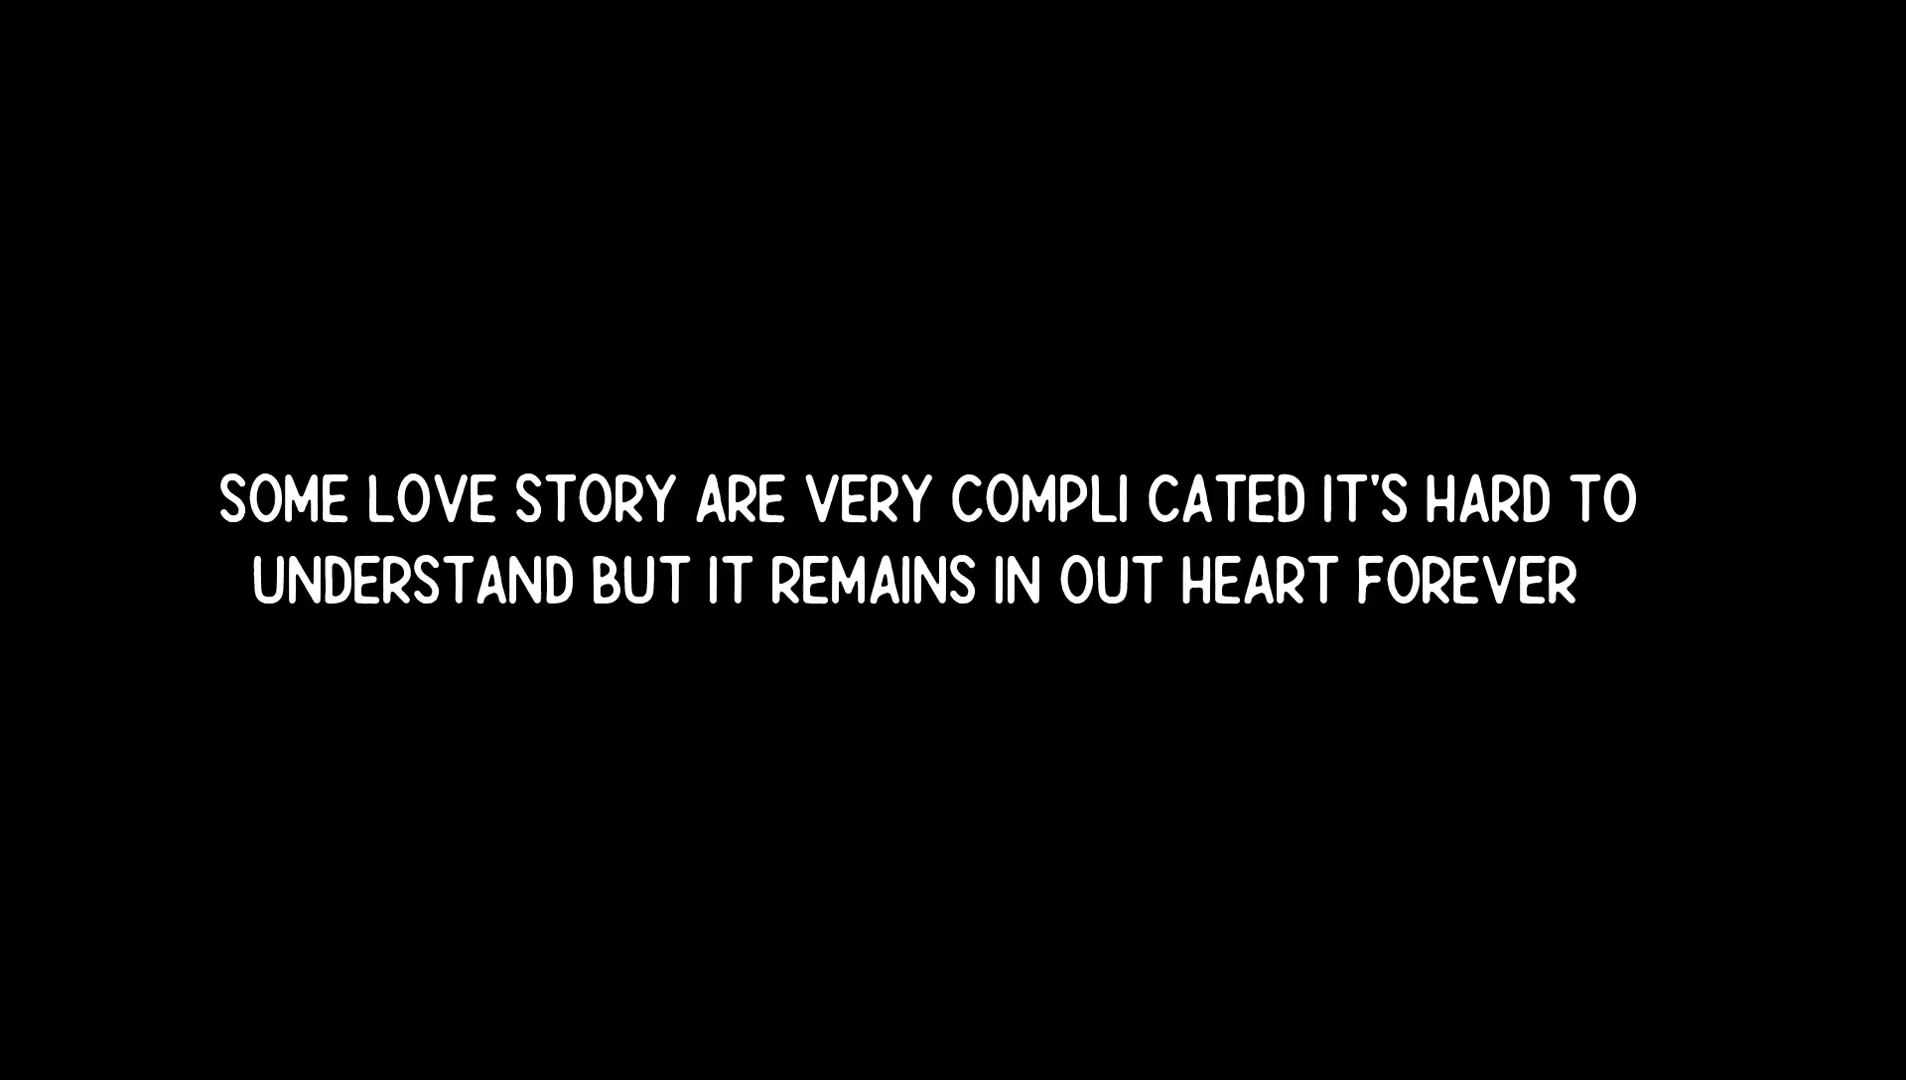 SOME LOVE STORY ARE VERY COMPLI CATED IT'S HARD TO
UNDERSTAND BUT IT REMAINS IN OUT HEART FOREVER